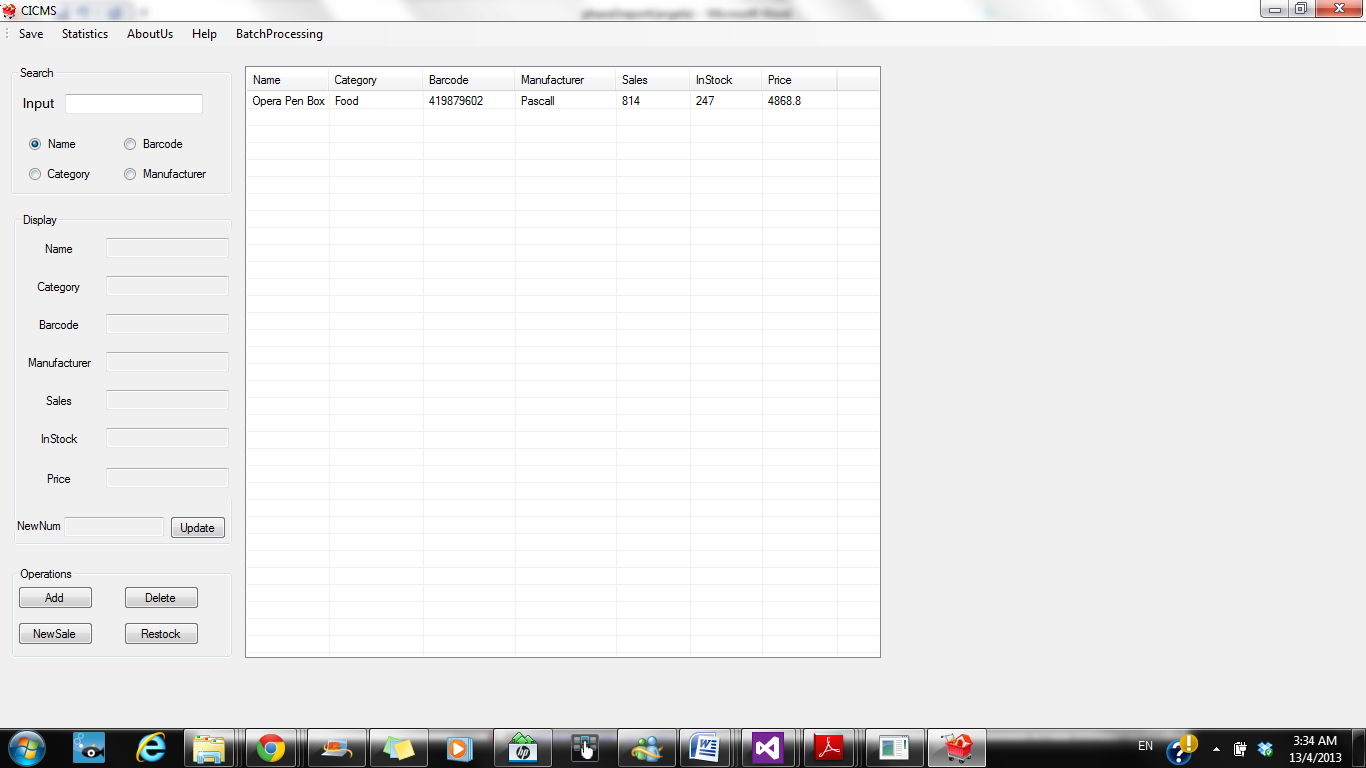 CICMS
Save Statistics AboutUs Help BatchProcessing
Search
Input
Name Barcode
Category Manufacturer
Display
Name
Category
Barcode
Manufacturer
Sales
InStock
Price
NewNum Update
Operations
Add Delete
NewSale Restock
Name Category Barcode Manufacturer Sales InStock Price
Opera Pen Box Food 419879602 Pascall 814 247 4868.8
EN
3:34 AM
13/4/2013